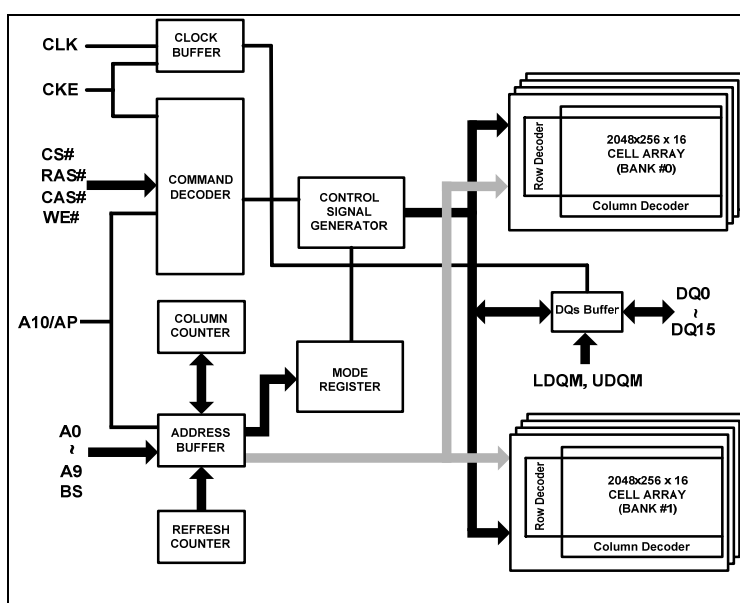 CLK
CLOCK
BUFFER
CKE
CS#
RAS#
CAS#
WE#
COMMAND
DECODER
CONTROL
SIGNAL
GENERATOR
Row Decoder
2048x256 x 16
CELL ARRAY
(BANK #0)
Column Decoder
A10/AP
COLUMN
COUNTER
MODE
REGISTER
DQs Buffer
DQ0
~
DQ15
LDQM, UDQM
A0
~
A9
BS
ADDRESS
BUFFER
REFRESH
COUNTER
Row Decoder
2048x256 x 16
CELL ARRAY
(BANK #1)
Column Decoder